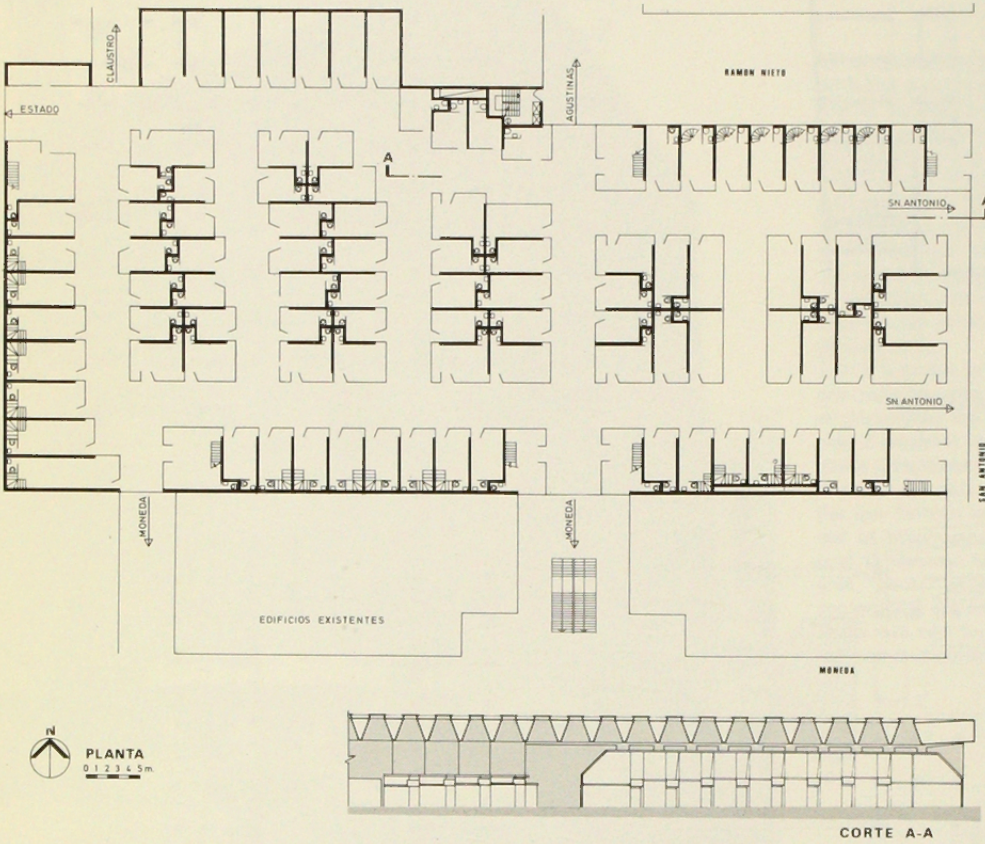 CLAUSTRO
AGUSTINAS
RAMON NIETO
ESTADO
A
SN. ANTONIO
A
SN. ANTONIO
SAN ANTONIO
MONEDA
MONEDA
EDIFICIOS EXISTENTES
MONEDA
N
PLANTA
0 1 2 3 4 5m.
CORTE A-A